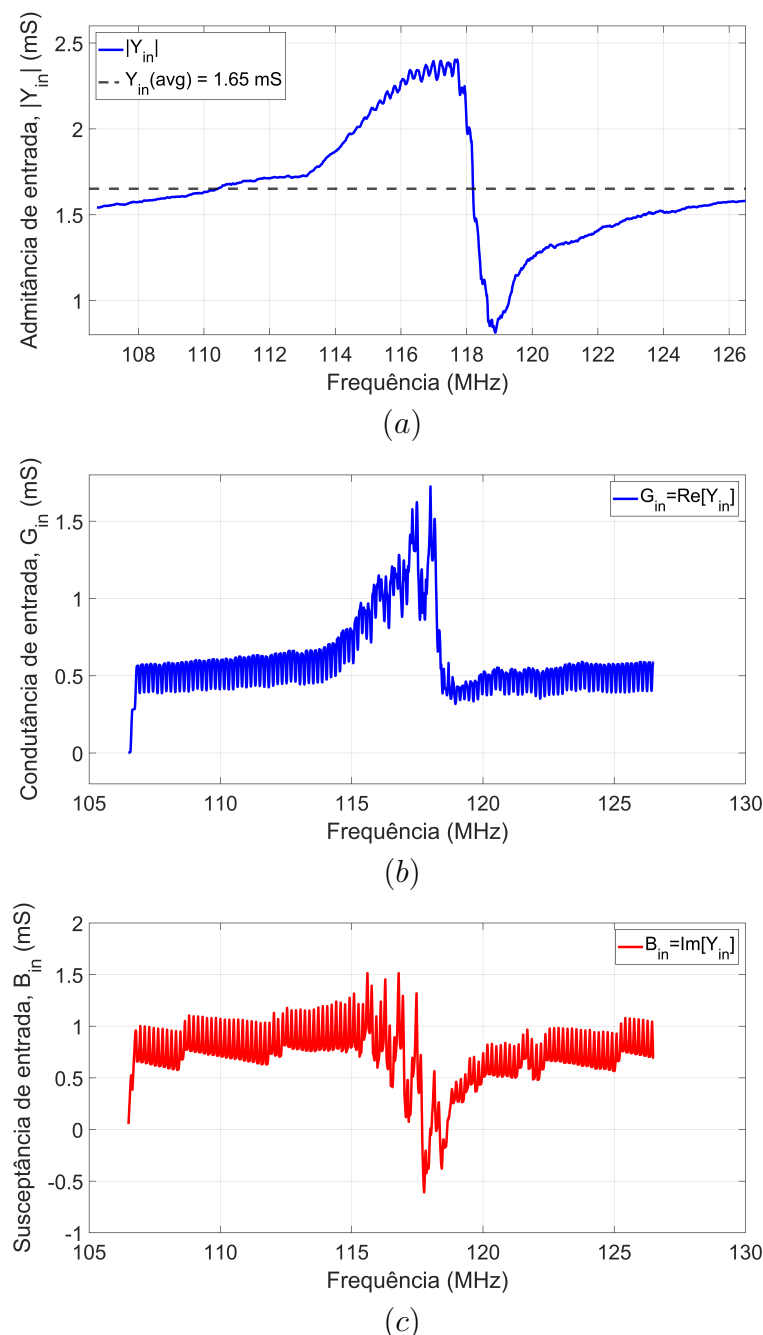 Admitância de entrada, |Y_in| (mS)
2.5
2
1.5
1
|Y_in|
Y_in(avg) = 1.65 mS
108 110 112 114 116 118 120 122 124 126
Frequência (MHz)
(a)
Condutância de entrada, G_in (mS)
1.5
1
0.5
0
G_in=Re[Y_in]
105 110 115 120 125 130
Frequência (MHz)
(b)
Susceptância de entrada, B_in (mS)
2
1.5
1
0.5
0
-0.5
-1
B_in=Im[Y_in]
105 110 115 120 125 130
Frequência (MHz)
(c)